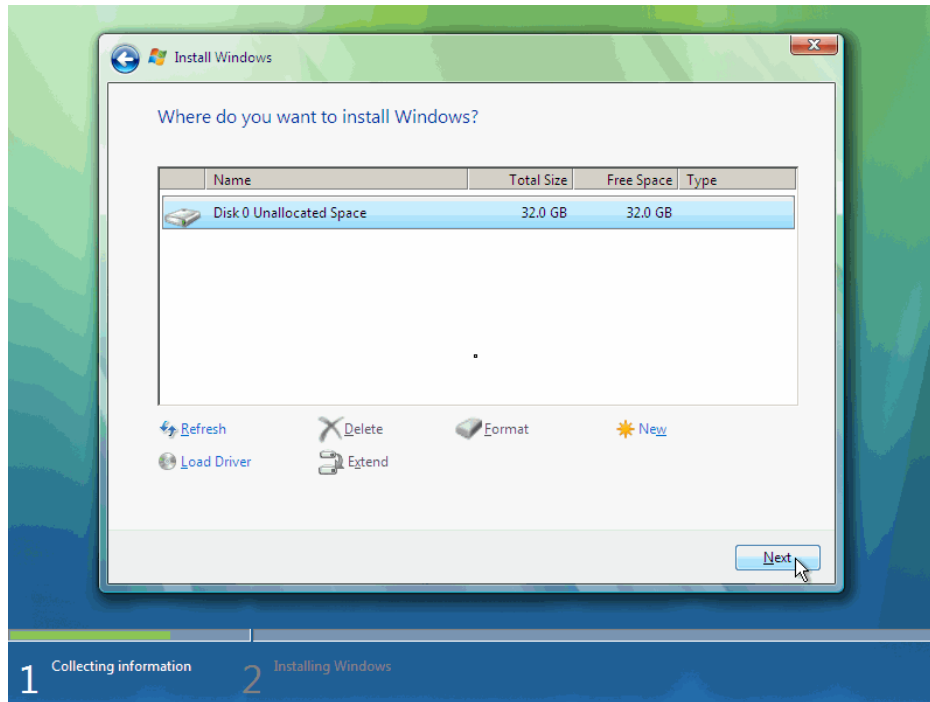 Install Windows
Where do you want to install Windows?
Name Total Size Free Space Type
Disk 0 Unallocated Space 32.0 GB 32.0 GB
Refresh Delete Format New
Load Driver Extend
Next
1 Collecting information 2 Installing Windows